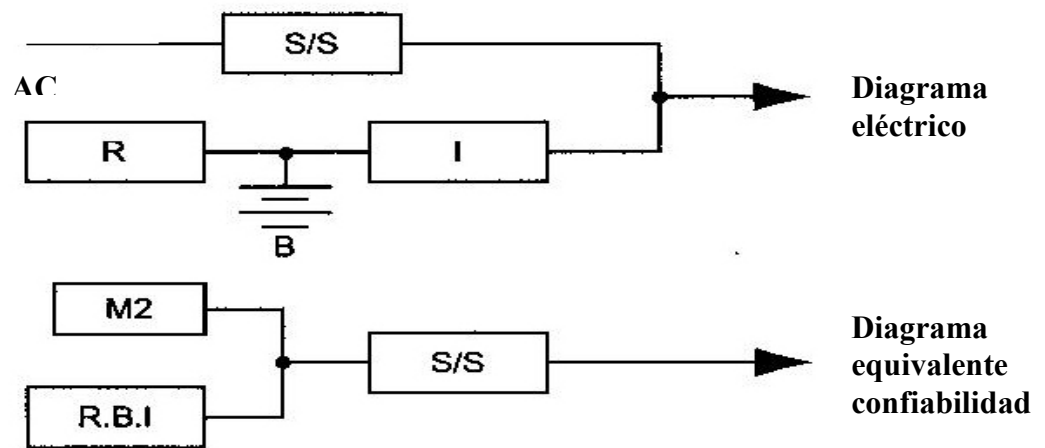 S/S
AC
Diagrama
eléctrico
R
I
B
M2
S/S
Diagrama
equivalente
confiabilidad
R.B.I